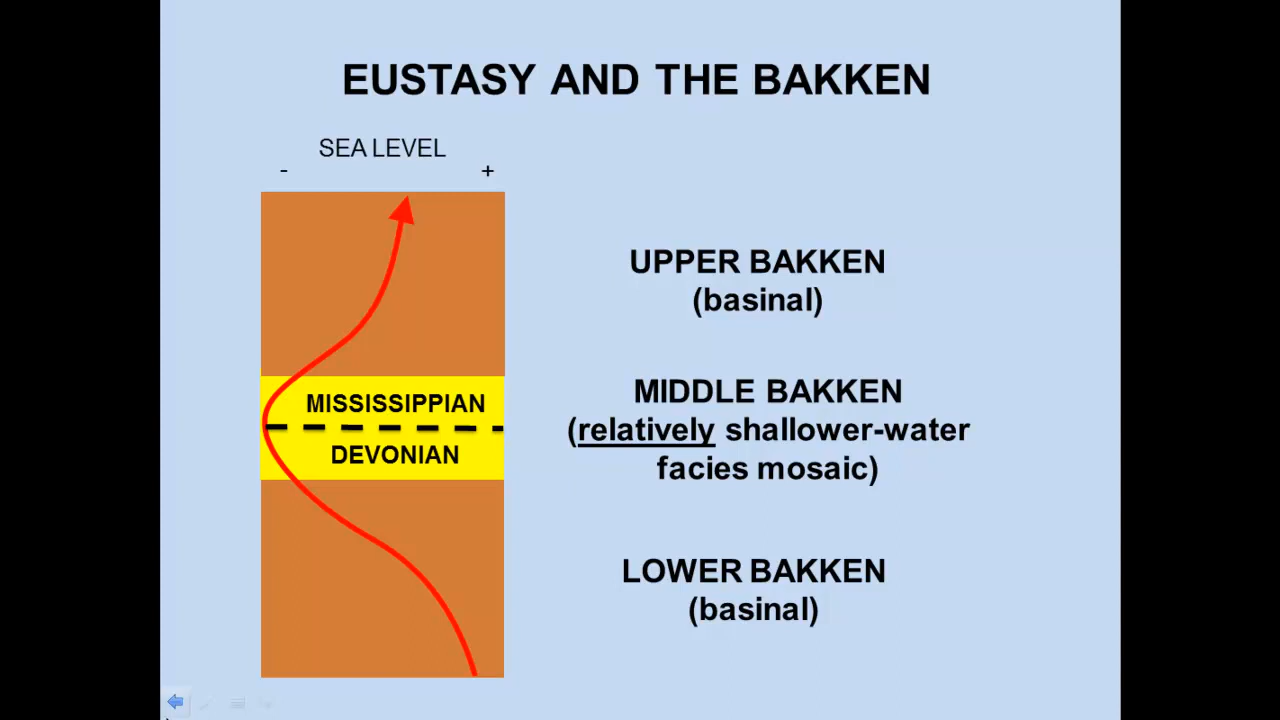 EUSTASY AND THE BAKKEN
SEA LEVEL
- +
UPPER BAKKEN
(basinal)
MISSISSIPPIAN
DEVONIAN
MIDDLE BAKKEN
(relatively shallower-water
facies mosaic)
LOWER BAKKEN
(basinal)